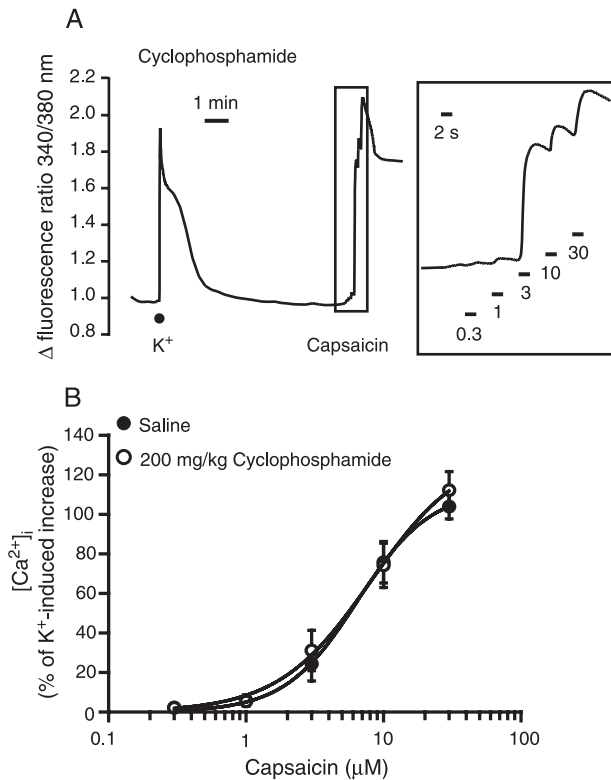 A
Cyclophosphamide
Δ fluorescence ratio 340/380 nm
2.2
2.0
1.8
1.6
1.4
1.2
1.0
0.8
1 min
K⁺
Capsaicin
2 s
0.3
1
3
10
30
B
Saline
200 mg/kg Cyclophosphamide
[Ca²⁺]ᵢ
(% of K⁺-induced increase)
140
120
100
80
60
40
20
0
0.1
1
10
100
Capsaicin (μM)